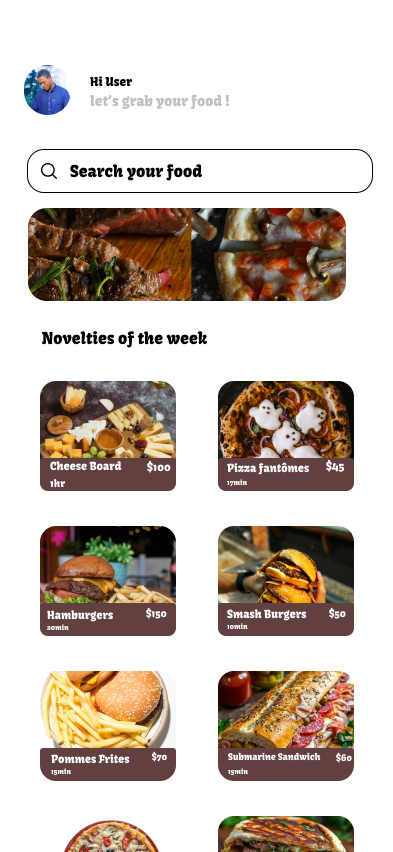 Hi User
let's grab your food !
Search your food
Novelties of the week
Cheese Board $100
1hr
Pizza fantômes $45
17min
Hamburgers $150
20min
Smash Burgers $50
10min
Pommes Frites $70
15min
Submarine Sandwich $60
15min